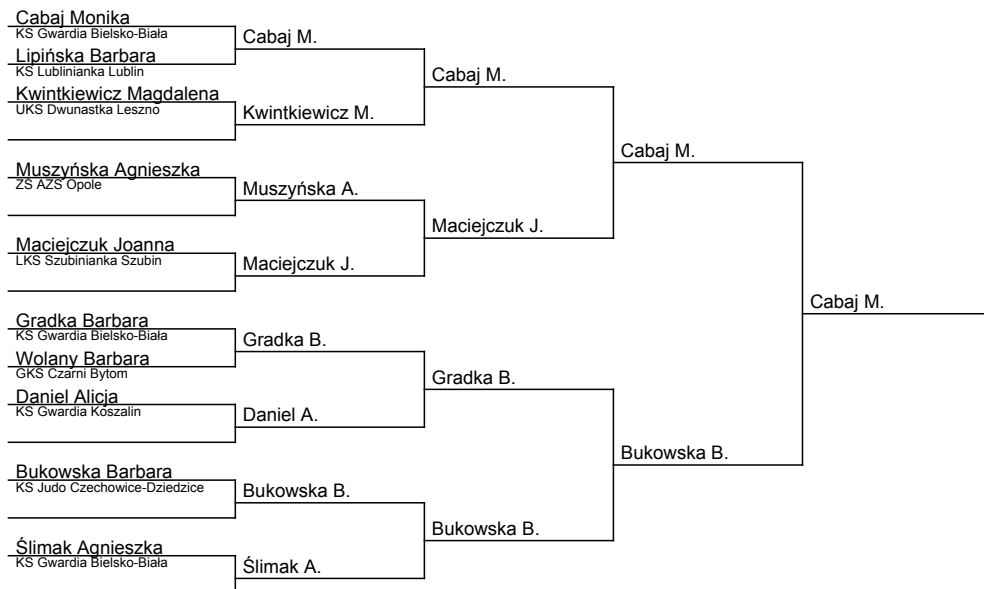 Cabaj Monika
KS Gwardia Bielsko-Biała
Cabaj M.
Lipińska Barbara
KS Lublinianka Lublin
Cabaj M.
Kwintkiewicz Magdalena
UKS Dwunastka Leszno
Kwintkiewicz M.
Cabaj M.
Muszyńska Agnieszka
ZS AZS Opole
Muszyńska A.
Maciejczuk J.
Maciejczuk Joanna
LKS Szubinianka Szubin
Maciejczuk J.
Cabaj M.
Gradka Barbara
KS Gwardia Bielsko-Biała
Gradka B.
Wolany Barbara
GKS Czarni Bytom
Gradka B.
Daniel Alicja
KS Gwardia Koszalin
Daniel A.
Bukowska B.
Bukowska Barbara
KS Judo Czechowice-Dziedzice
Bukowska B.
Bukowska B.
Ślimak Agnieszka
KS Gwardia Bielsko-Biała
Ślimak A.